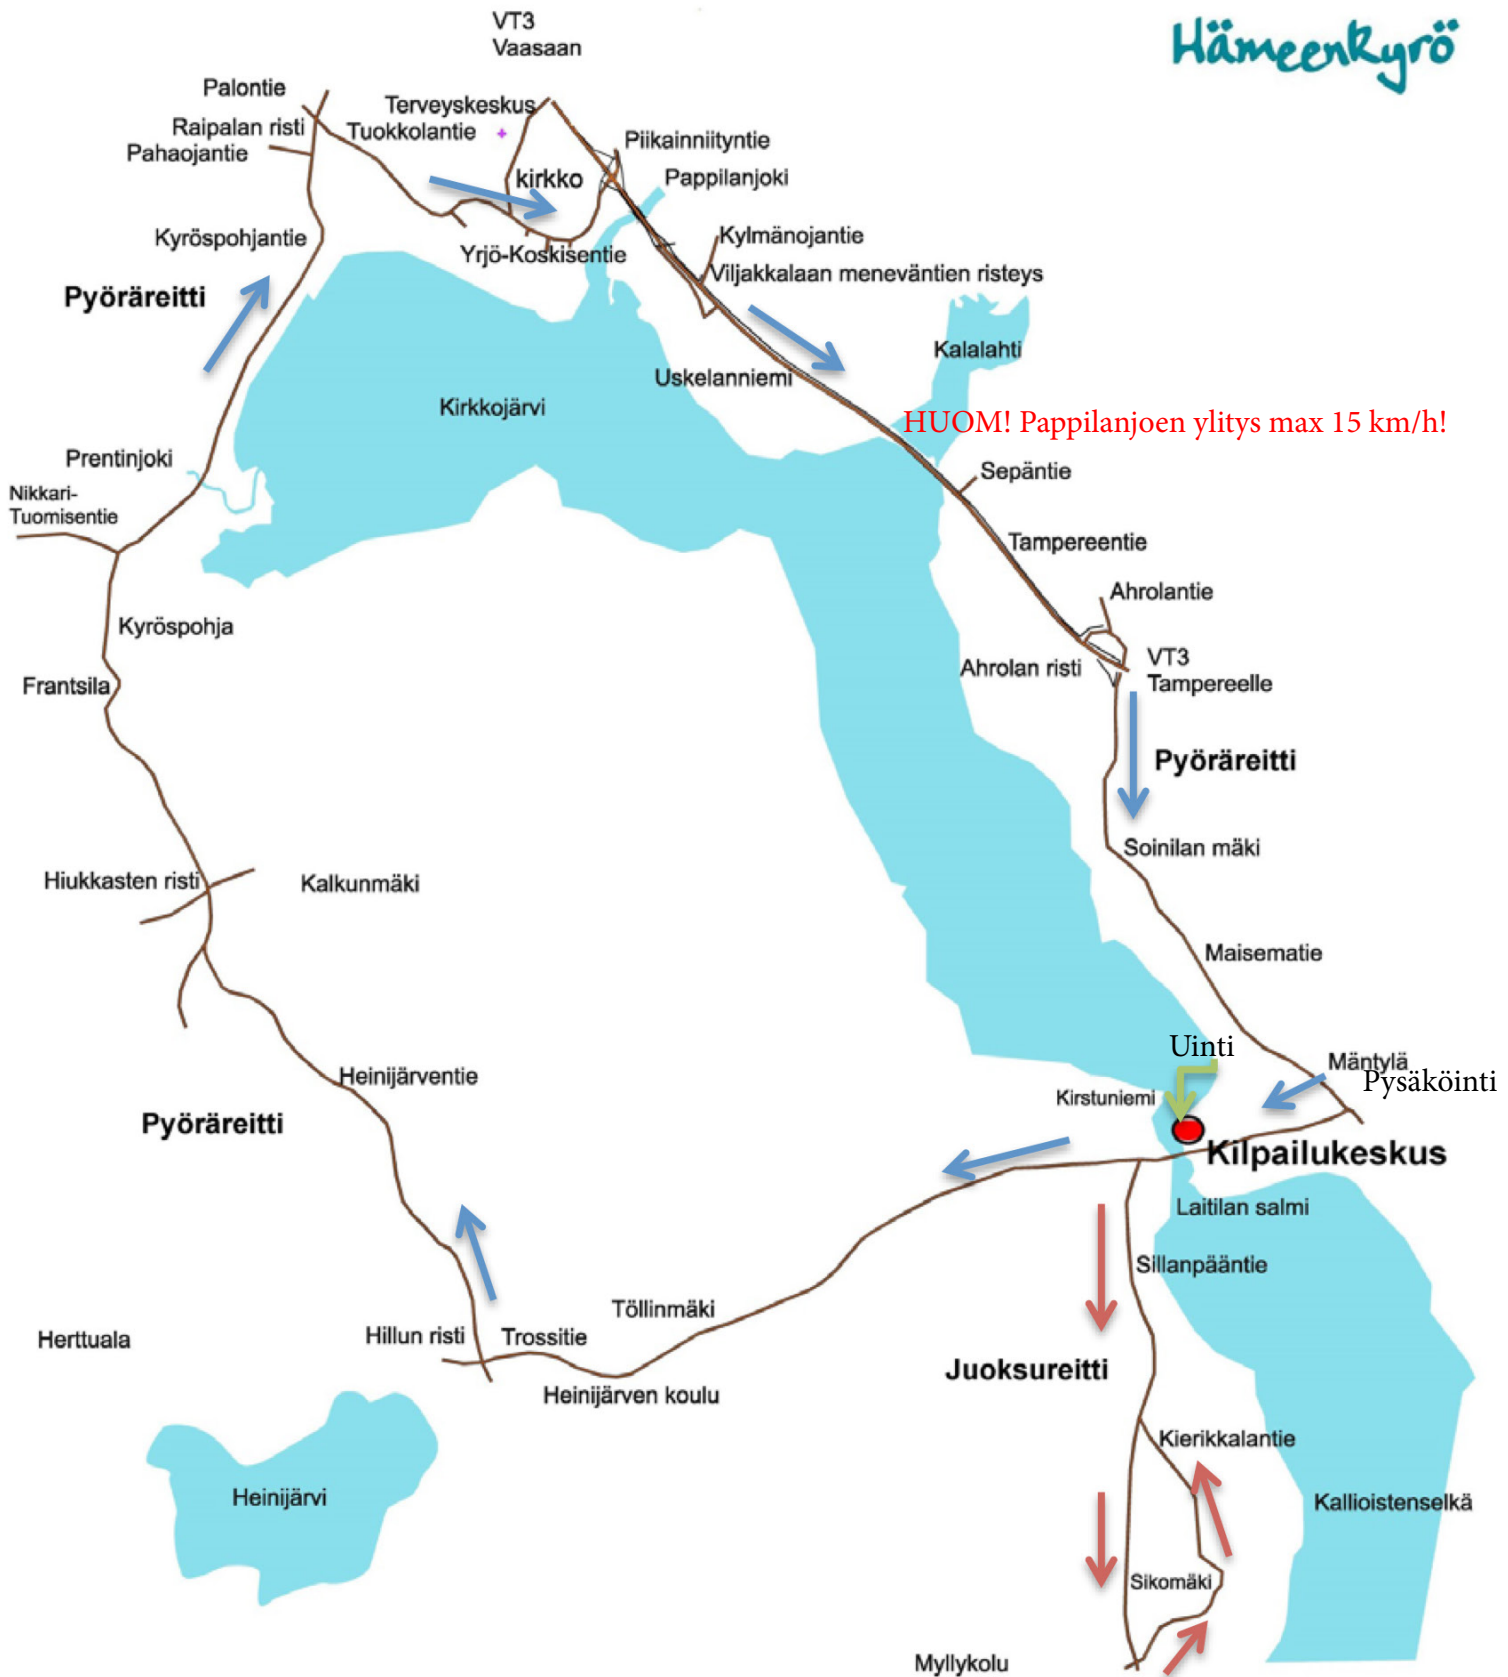 Hämeenkyrö
VT3
Vaasaan
Palontie
Terveyskeskus
Raipalan risti
Tuokkolantie
Piikainniityntie
Pahaojantie
kirkko
Pappilanjoki
Kyröspohjantie
Yrjö-Koskisentie
Kylmänojantie
Viljakkalaan meneväntien risteys
Pyöräreitti
Kalalahti
Uskelanniemi
Kirkkojärvi
HUOM! Pappilanjoen ylitys max 15 km/h!
Prentinjoki
Sepäntie
Nikkari-
Tuomisentie
Tampereentie
Ahrolantie
Kyröspohja
Ahrolan risti
VT3
Tampereelle
Frantsila
Pyöräreitti
Soinilan mäki
Hiukkasten risti
Kalkunmäki
Maisematie
Uinti
Mäntylä
Pysäköinti
Heinijärventie
Kirstuniemi
Pyöräreitti
Kilpailukeskus
Laitilan salmi
Sillanpääntie
Töllinmäki
Herttuala
Hillun risti
Trossitie
Juoksureitti
Heinijärven koulu
Kierikkalantie
Heinijärvi
Kallioistenselkä
Sikomäki
Myllykolu